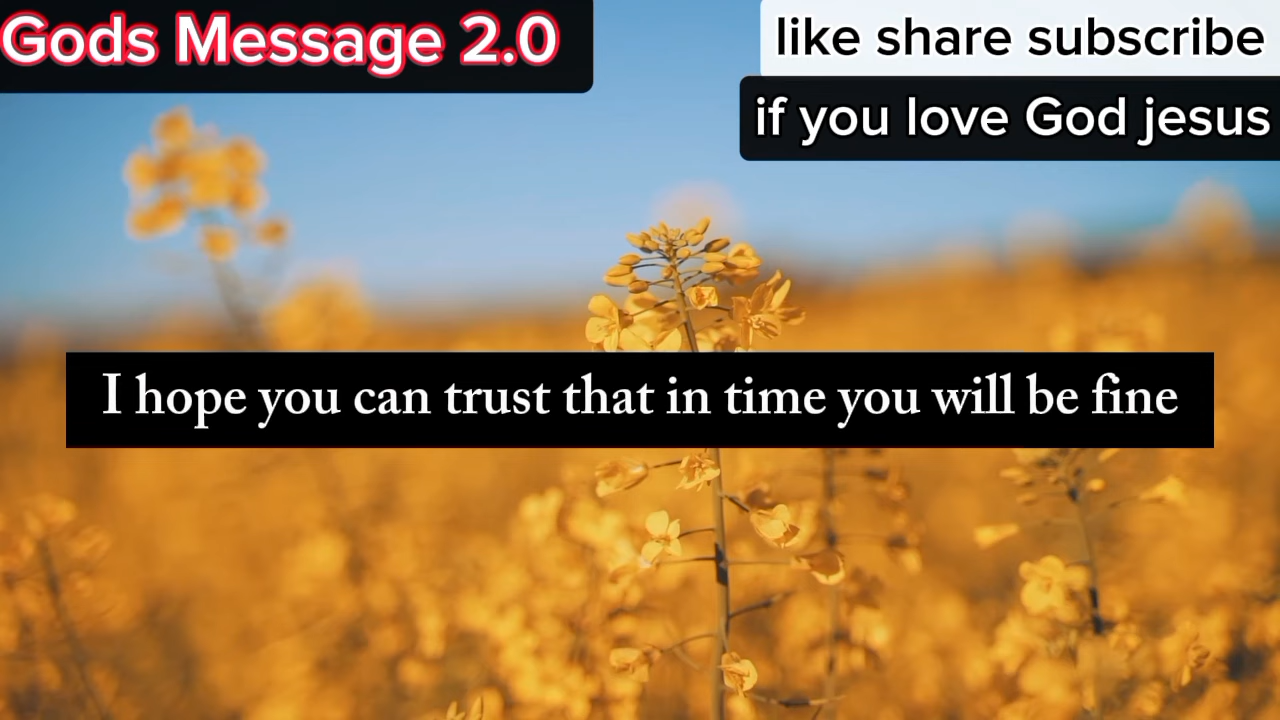 Gods Message 2.0
like share subscribe
if you love God jesus
I hope you can trust that in time you will be fine